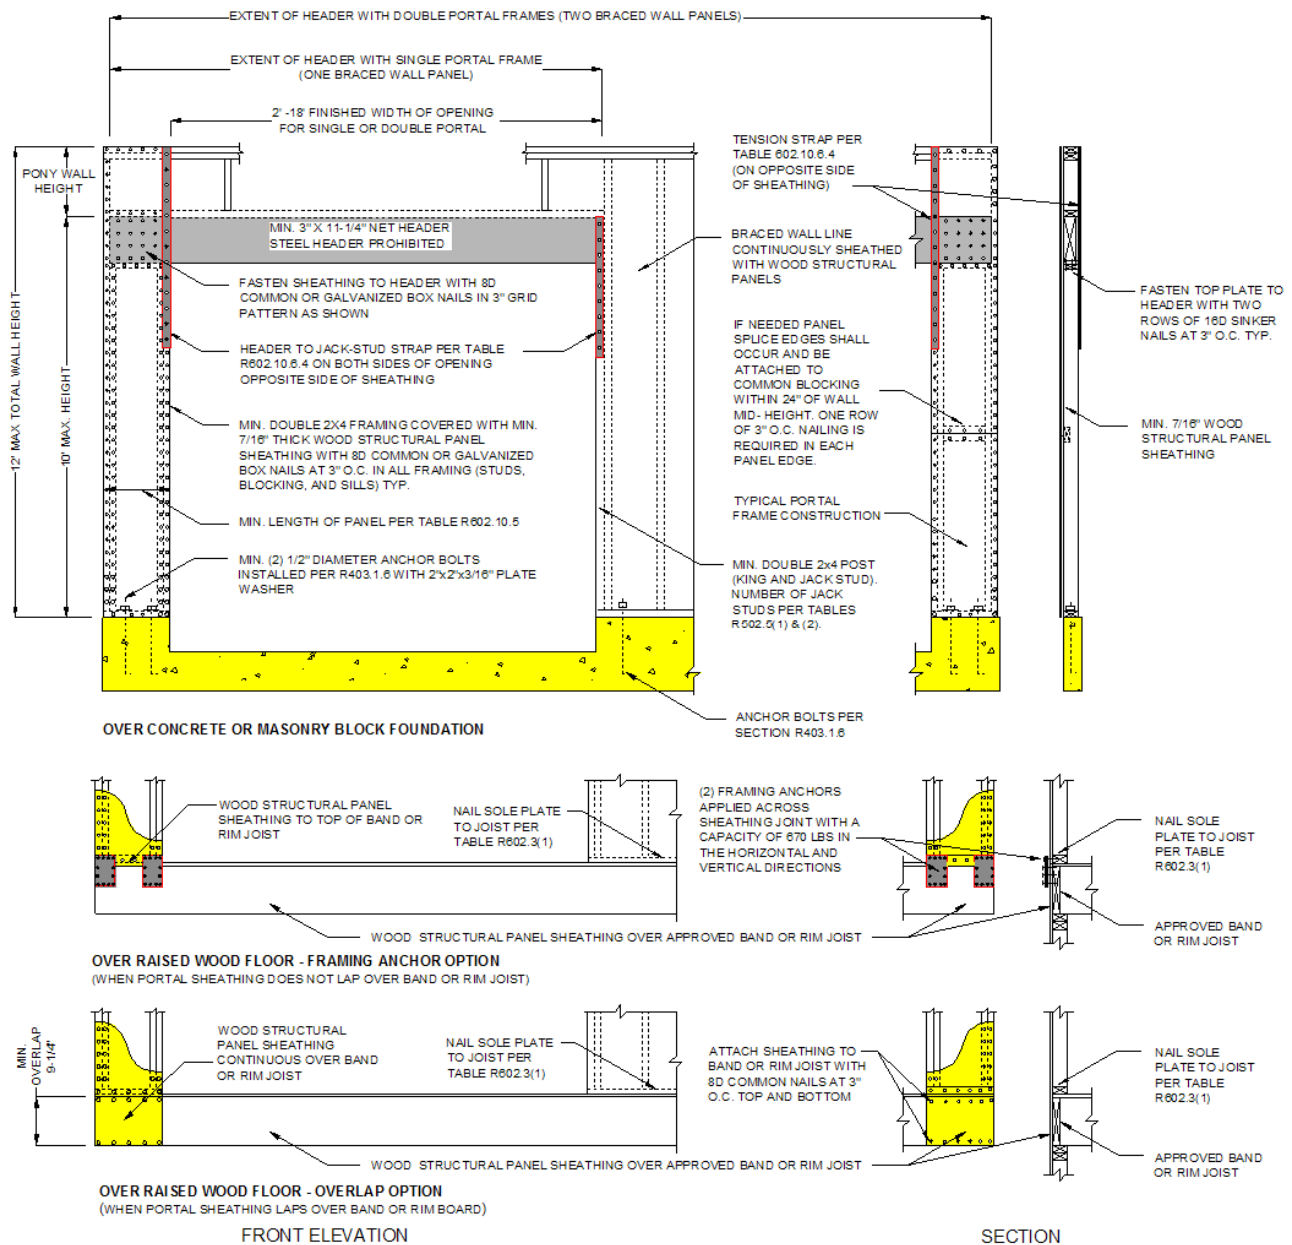 EXTENT OF HEADER WITH DOUBLE PORTAL FRAMES (TWO BRACED WALL PANELS)
EXTENT OF HEADER WITH SINGLE PORTAL FRAME
(ONE BRACED WALL PANEL)
2' -18' FINISHED WIDTH OF OPENING
FOR SINGLE OR DOUBLE PORTAL
TENSION STRAP PER
TABLE 602.10.6.4
(ON OPPOSITE SIDE
OF SHEATHING)
PONY WALL
HEIGHT
12' MAX TOTAL WALL HEIGHT
10' MAX. HEIGHT
MIN. 3" X 11-1/4" NET HEADER
STEEL HEADER PROHIBITED
BRACED WALL LINE
CONTINUOUSLY SHEATHED
WITH WOOD STRUCTURAL
PANELS
FASTEN SHEATHING TO HEADER WITH 8D
COMMON OR GALVANIZED BOX NAILS IN 3" GRID
PATTERN AS SHOWN
FASTEN TOP PLATE TO
HEADER WITH TWO
ROWS OF 16D SINKER
NAILS AT 3" O.C. TYP.
HEADER TO JACK-STUD STRAP PER TABLE
R602.10.6.4 ON BOTH SIDES OF OPENING
OPPOSITE SIDE OF SHEATHING
IF NEEDED PANEL
SPLICE EDGES SHALL
OCCUR AND BE
ATTACHED TO
COMMON BLOCKING
WITHIN 24" OF WALL
MID- HEIGHT. ONE ROW
OF 3" O.C. NAILING IS
REQUIRED IN EACH
PANEL EDGE.
MIN. DOUBLE 2X4 FRAMING COVERED WITH MIN.
7/16" THICK WOOD STRUCTURAL PANEL
SHEATHING WITH 8D COMMON OR GALVANIZED
BOX NAILS AT 3" O.C. IN ALL FRAMING (STUDS,
BLOCKING, AND SILLS) TYP.
MIN. 7/16" WOOD
STRUCTURAL PANEL
SHEATHING
MIN. LENGTH OF PANEL PER TABLE R602.10.5
TYPICAL PORTAL
FRAME CONSTRUCTION
MIN. (2) 1/2" DIAMETER ANCHOR BOLTS
INSTALLED PER R403.1.6 WITH 2"x2"x3/16" PLATE
WASHER
MIN. DOUBLE 2x4 POST
(KING AND JACK STUD).
NUMBER OF JACK
STUDS PER TABLES
R502.5(1) & (2).
ANCHOR BOLTS PER
SECTION R403.1.6
OVER CONCRETE OR MASONRY BLOCK FOUNDATION
WOOD STRUCTURAL PANEL
SHEATHING TO TOP OF BAND OR
RIM JOIST
NAIL SOLE PLATE
TO JOIST PER
TABLE R602.3(1)
(2) FRAMING ANCHORS
APPLIED ACROSS
SHEATHING JOINT WITH A
CAPACITY OF 670 LBS IN
THE HORIZONTAL AND
VERTICAL DIRECTIONS
NAIL SOLE
PLATE TO JOIST
PER TABLE
R602.3(1)
WOOD STRUCTURAL PANEL SHEATHING OVER APPROVED BAND OR RIM JOIST
APPROVED BAND
OR RIM JOIST
OVER RAISED WOOD FLOOR - FRAMING ANCHOR OPTION
(WHEN PORTAL SHEATHING DOES NOT LAP OVER BAND OR RIM JOIST)
MIN.
OVERLAP
9-1/4"
WOOD STRUCTURAL
PANEL SHEATHING
CONTINUOUS OVER BAND
OR RIM JOIST
NAIL SOLE PLATE
TO JOIST PER
TABLE R602.3(1)
ATTACH SHEATHING TO
BAND OR RIM JOIST WITH
8D COMMON NAILS AT 3"
O.C. TOP AND BOTTOM
NAIL SOLE
PLATE TO JOIST
PER TABLE
R602.3(1)
WOOD STRUCTURAL PANEL SHEATHING OVER APPROVED BAND OR RIM JOIST
APPROVED BAND
OR RIM JOIST
OVER RAISED WOOD FLOOR - OVERLAP OPTION
(WHEN PORTAL SHEATHING LAPS OVER BAND OR RIM BOARD)
FRONT ELEVATION
SECTION